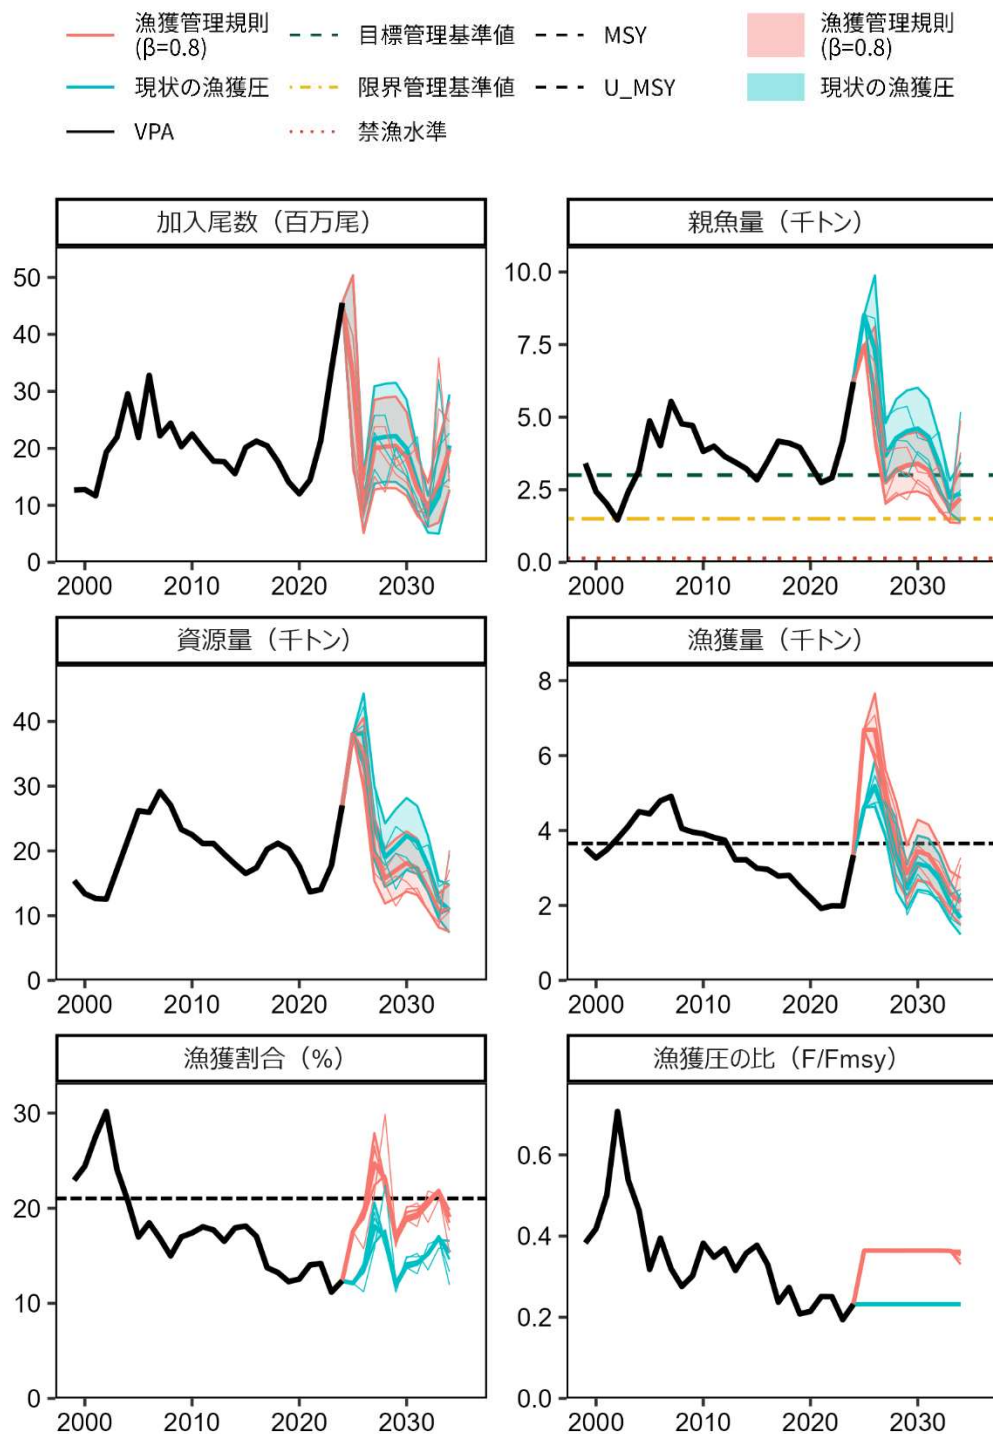 漁獲管理規則
(β=0.8)
目標管理基準値
MSY
漁獲管理規則
(β=0.8)
現状の漁獲圧
限界管理基準値
U_MSY
現状の漁獲圧
VPA
禁漁水準
加入尾数（百万尾）
親魚量（千トン）
50
40
30
20
10
0
2000 2010 2020 2030
10.0
7.5
5.0
2.5
0.0
2000 2010 2020 2030
資源量（千トン）
漁獲量（千トン）
40
30
20
10
0
2000 2010 2020 2030
8
6
4
2
0
2000 2010 2020 2030
漁獲割合（%）
漁獲圧の比（F/Fmsy）
30
20
10
0
2000 2010 2020 2030
0.6
0.4
0.2
0.0
2000 2010 2020 2030